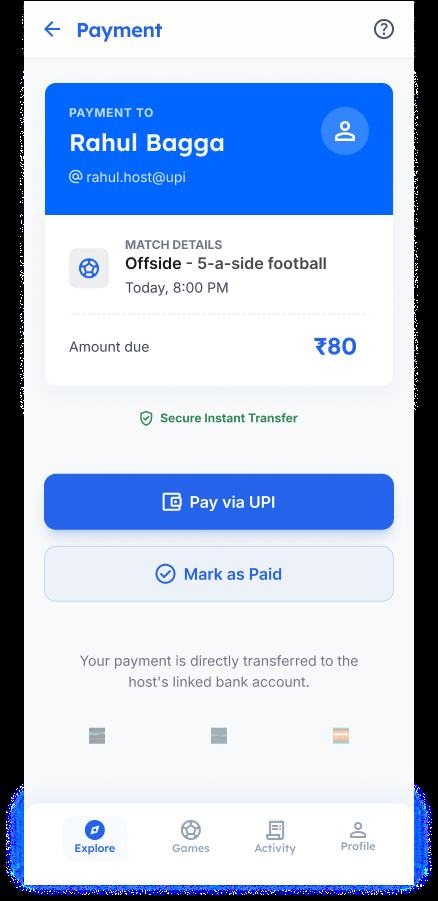 Payment
PAYMENT TO
Rahul Bagga
@ rahul.host@upi
MATCH DETAILS
Offside - 5-a-side football
Today, 8:00 PM
Amount due
₹80
Secure Instant Transfer
Pay via UPI
Mark as Paid
Your payment is directly transferred to the
host's linked bank account.
Explore
Games
Activity
Profile